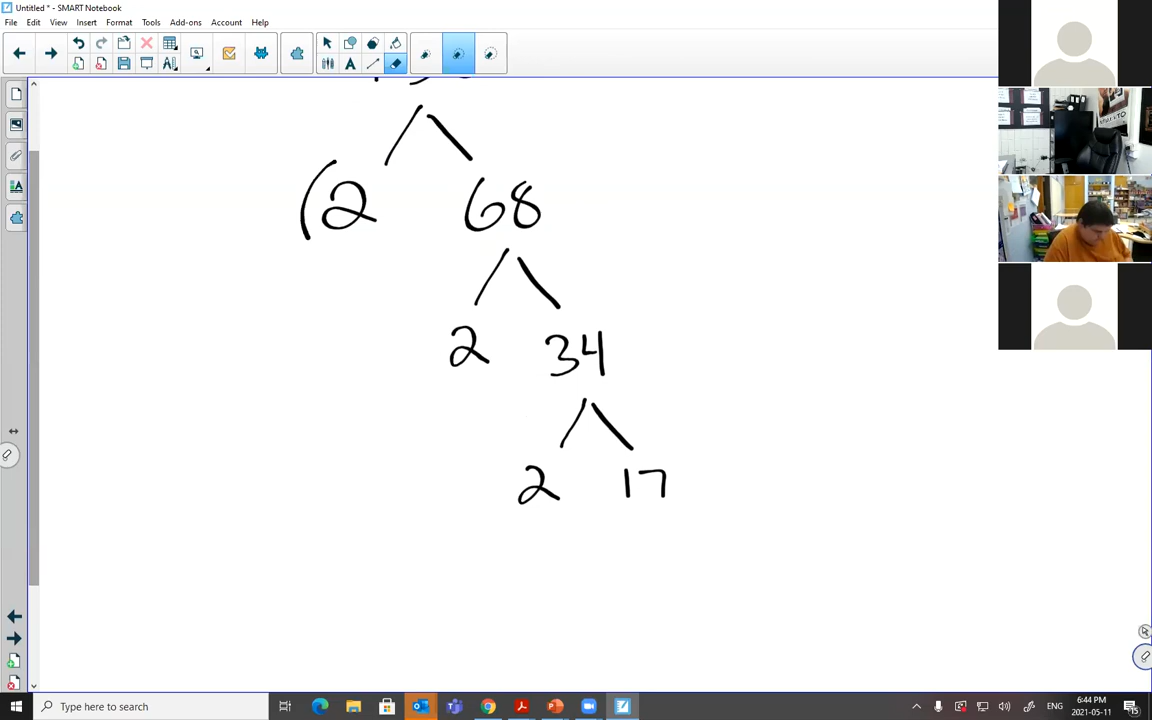 Untitled * - SMART Notebook
File Edit View Insert Format Tools Add-ons Account Help
(2 68
2 34
2 17
Type here to search
ENG
6:44 PM
2021-05-11
15